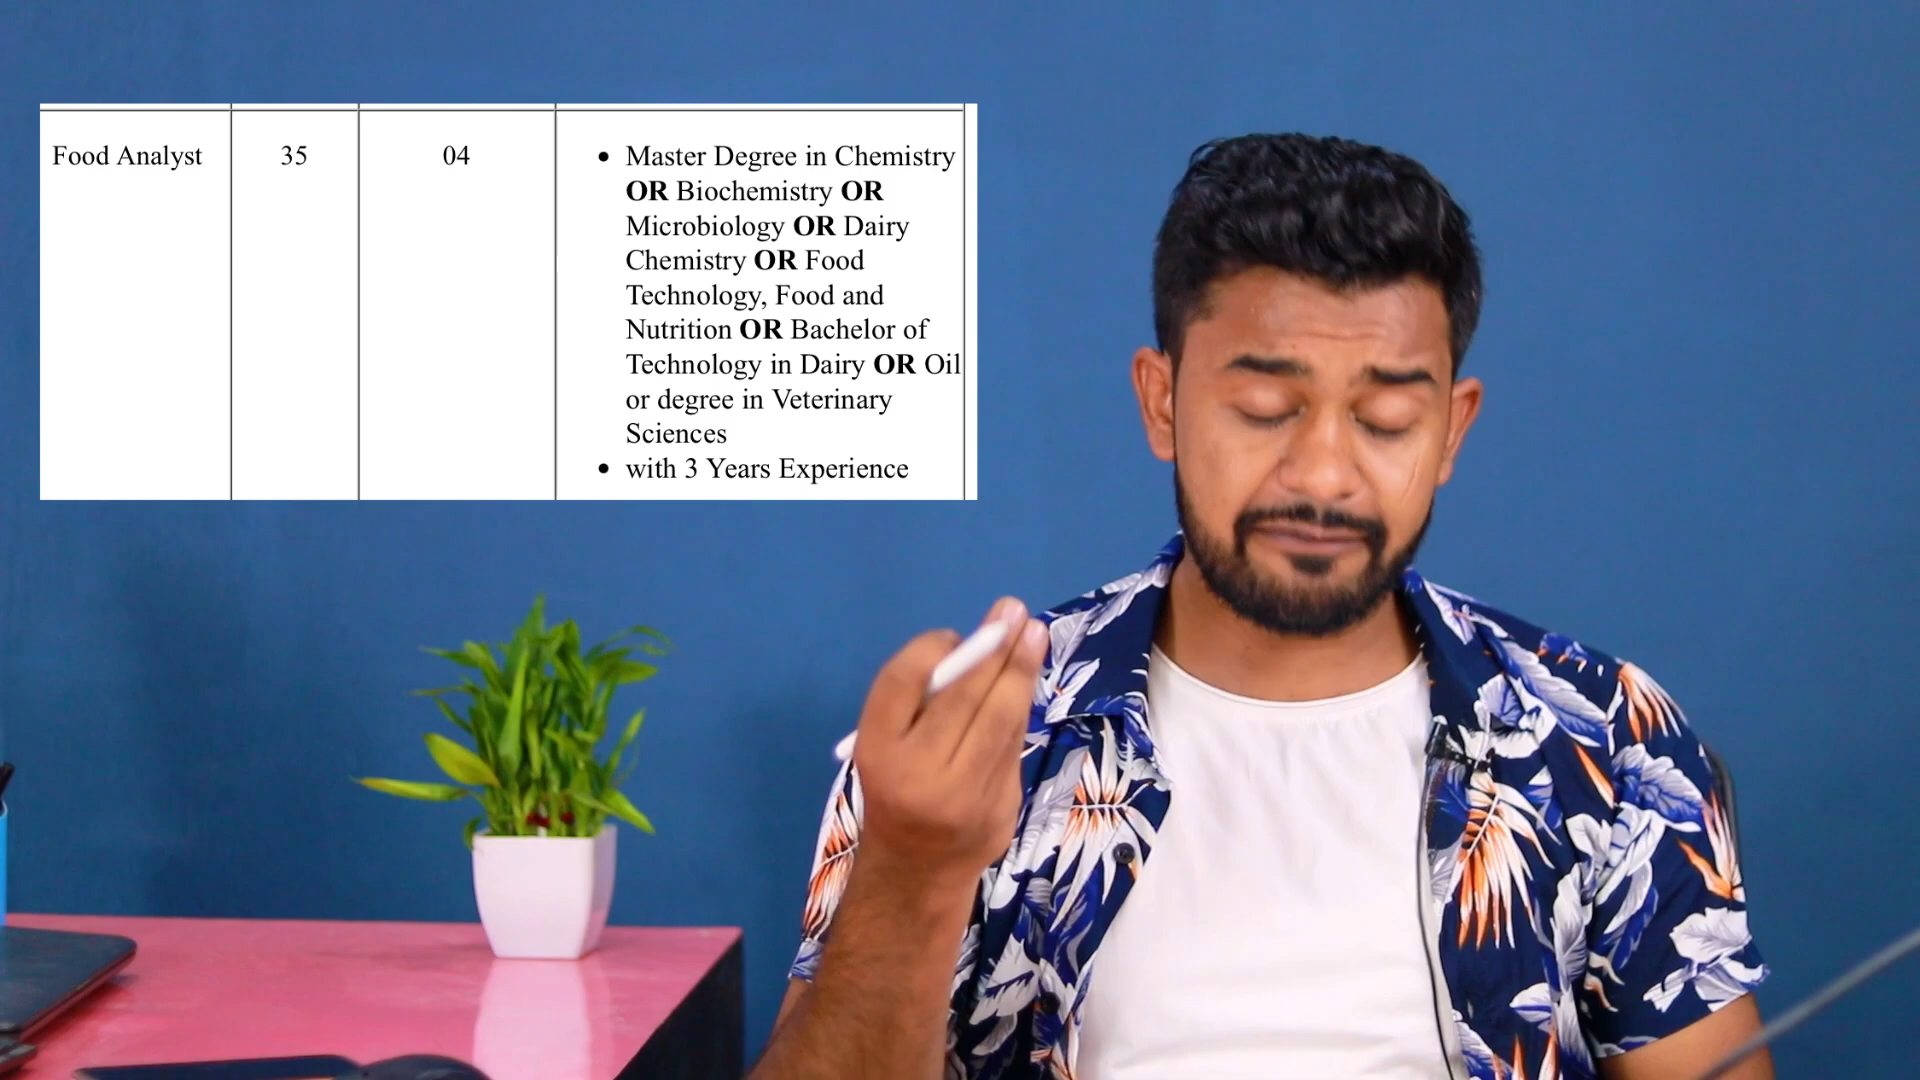 Food Analyst 35 04 • Master Degree in Chemistry
OR Biochemistry OR
Microbiology OR Dairy
Chemistry OR Food
Technology, Food and
Nutrition OR Bachelor of
Technology in Dairy OR Oil
or degree in Veterinary
Sciences
• with 3 Years Experience